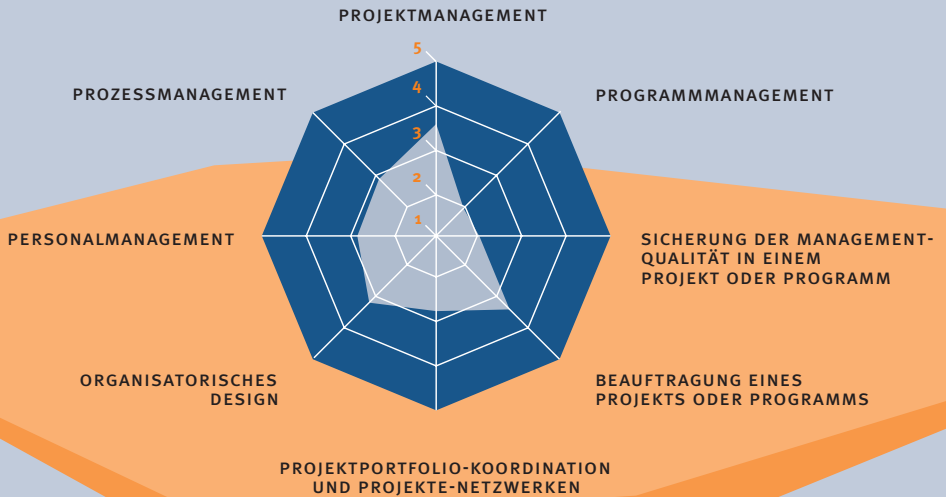 PROJEKTMANAGEMENT
5
4
3
2
1
PROZESSMANAGEMENT
PROGRAMMMANAGEMENT
PERSONALMANAGEMENT
SICHERUNG DER MANAGEMENT-
QUALITÄT IN EINEM
PROJEKT ODER PROGRAMM
ORGANISATORISCHES
DESIGN
BEAUFTRAGUNG EINES
PROJEKTS ODER PROGRAMMS
PROJEKTPORTFOLIO-KOORDINATION
UND PROJEKTE-NETZWERKEN